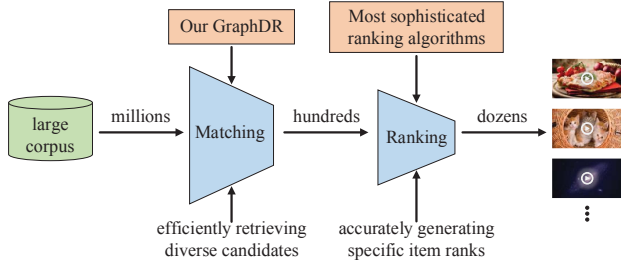 Our GraphDR
Most sophisticated
ranking algorithms
large
corpus
millions
Matching
hundreds
Ranking
dozens
efficiently retrieving
diverse candidates
accurately generating
specific item ranks